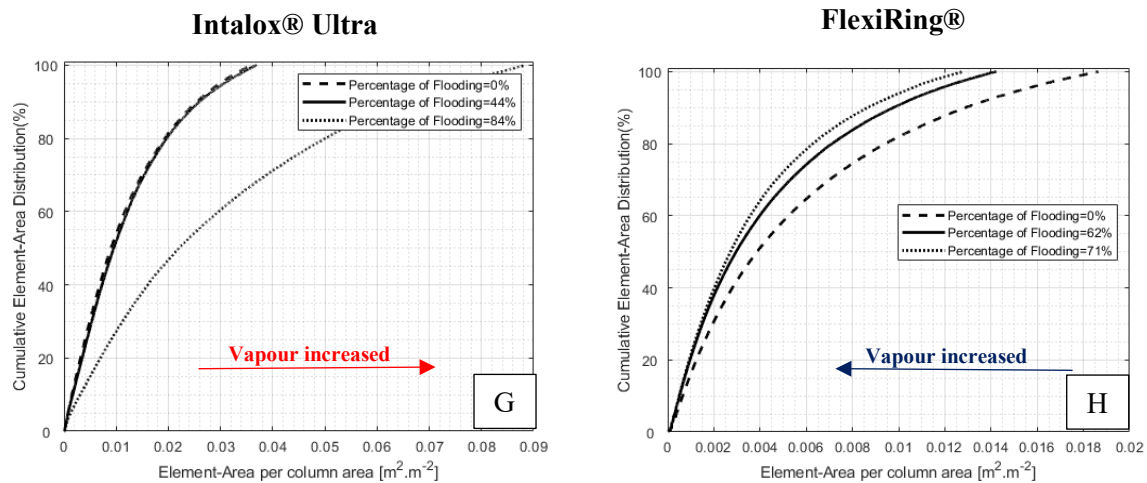 Intalox® Ultra
Cumulative Element-Area Distribution(%)
100
80
60
40
20
0
Percentage of Flooding=0%
Percentage of Flooding=44%
Percentage of Flooding=84%
Vapour increased
G
0
0.01
0.02
0.03
0.04
0.05
0.06
0.07
0.08
0.09
Element-Area per column area [m².m⁻²]
FlexiRing®
Cumulative Element-Area Distribution(%)
100
80
60
40
20
0
Percentage of Flooding=0%
Percentage of Flooding=62%
Percentage of Flooding=71%
Vapour increased
H
0
0.002
0.004
0.006
0.008
0.01
0.012
0.014
0.016
0.018
0.02
Element-Area per column area [m².m⁻²]